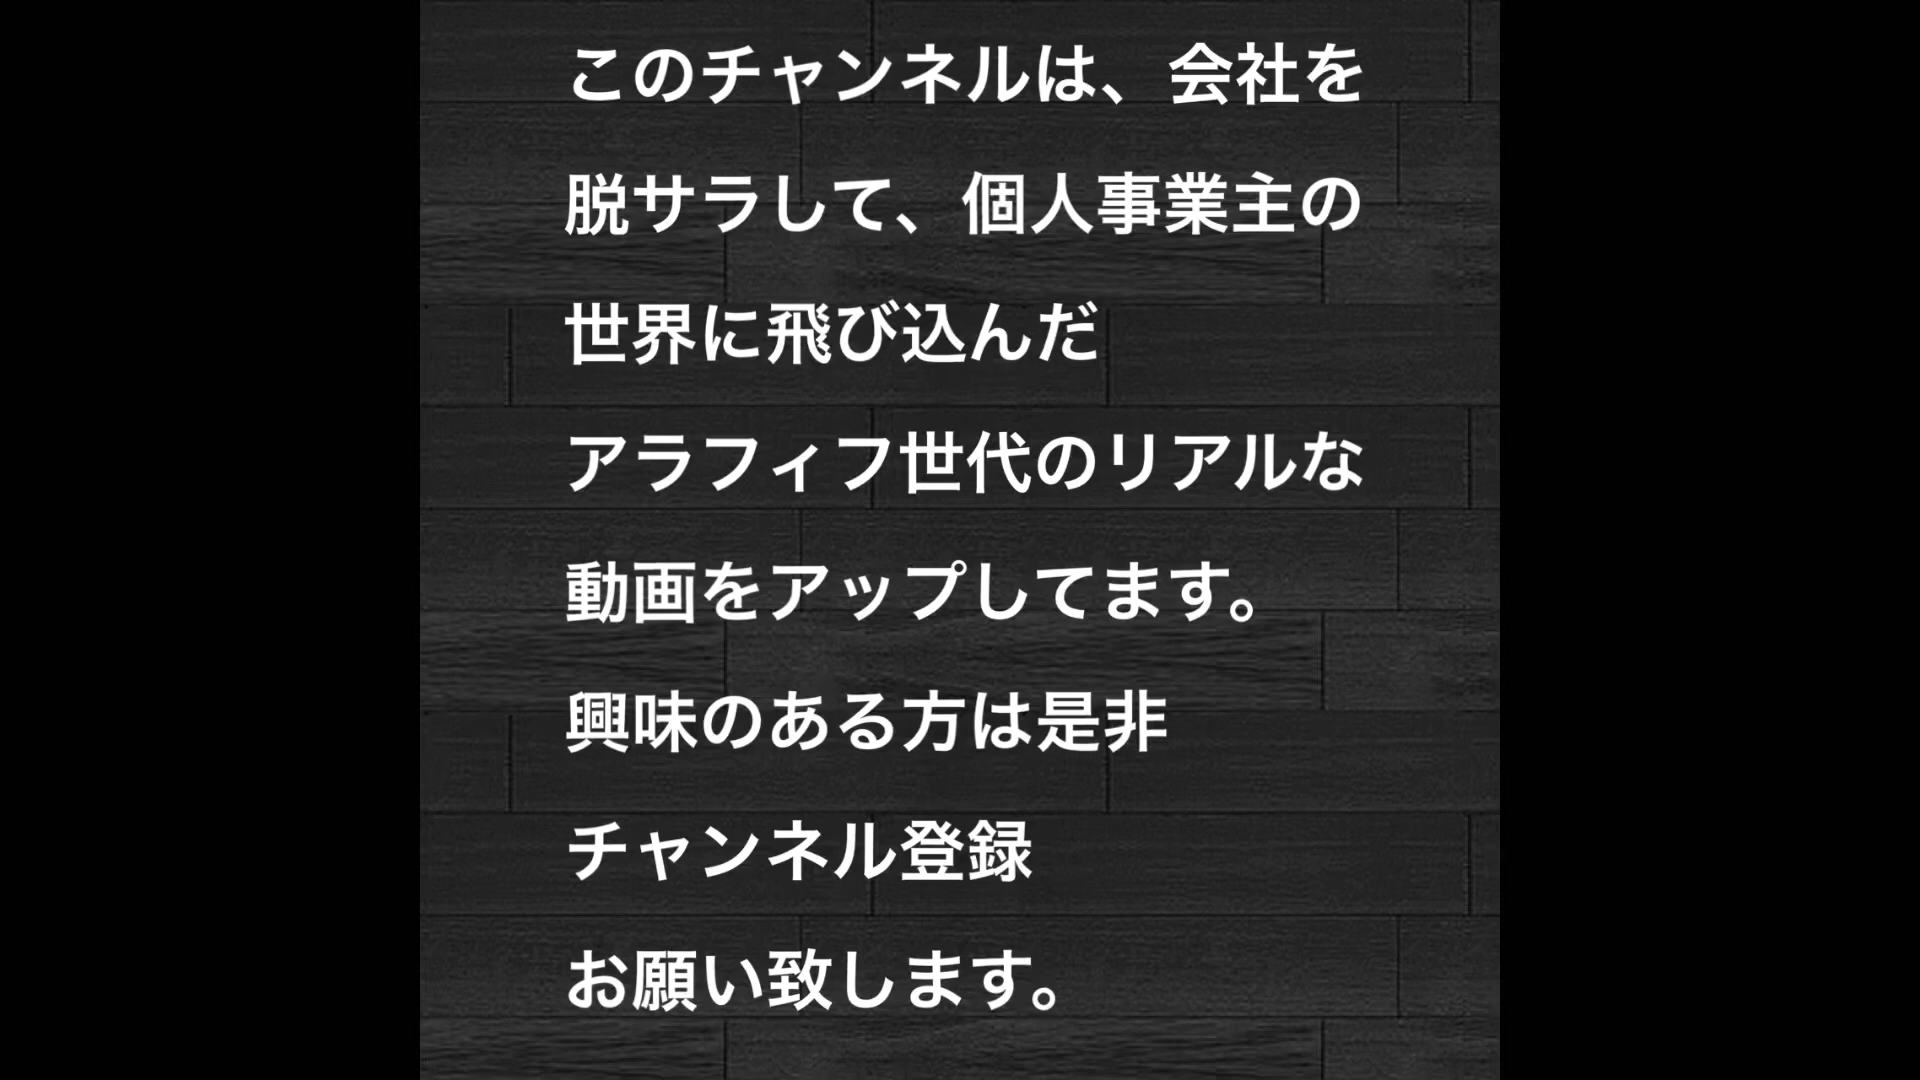 このチャンネルは、会社を
脱サラして、個人事業主の
世界に飛び込んだ
アラフィフ世代のリアルな
動画をアップしてます。
興味のある方は是非
チャンネル登録
お願い致します。